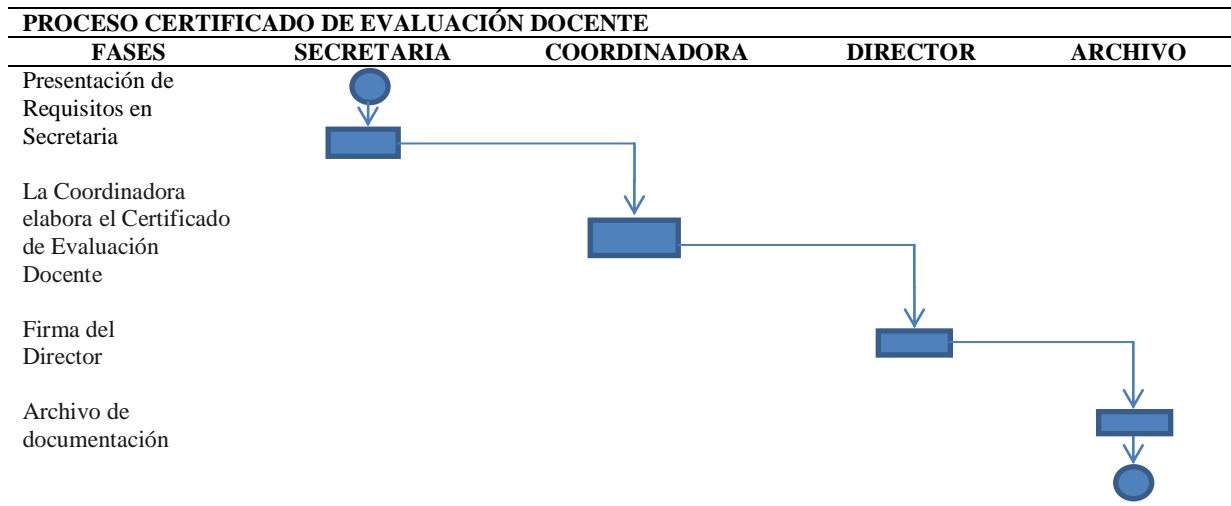 PROCESO CERTIFICADO DE EVALUACIÓN DOCENTE
FASES SECRETARIA COORDINADORA DIRECTOR ARCHIVO
Presentación de
Requisitos en
Secretaria
La Coordinadora
elabora el Certificado
de Evaluación
Docente
Firma del
Director
Archivo de
documentación